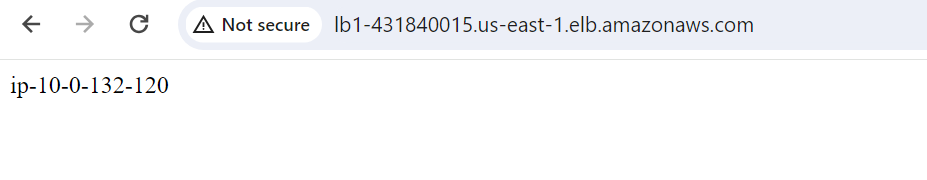 Not secure lb1-431840015.us-east-1.elb.amazonaws.com
ip-10-0-132-120